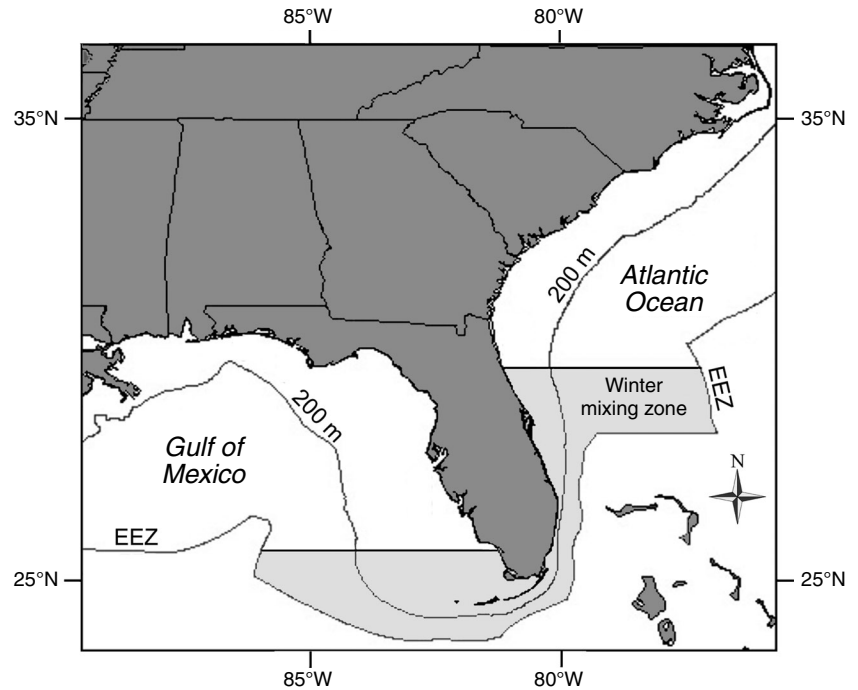 85°W 80°W
35°N 35°N
200 m
Atlantic
Ocean
Winter
mixing zone
EEZ
200 m
Gulf of
Mexico
N
EEZ
25°N 25°N
85°W 80°W